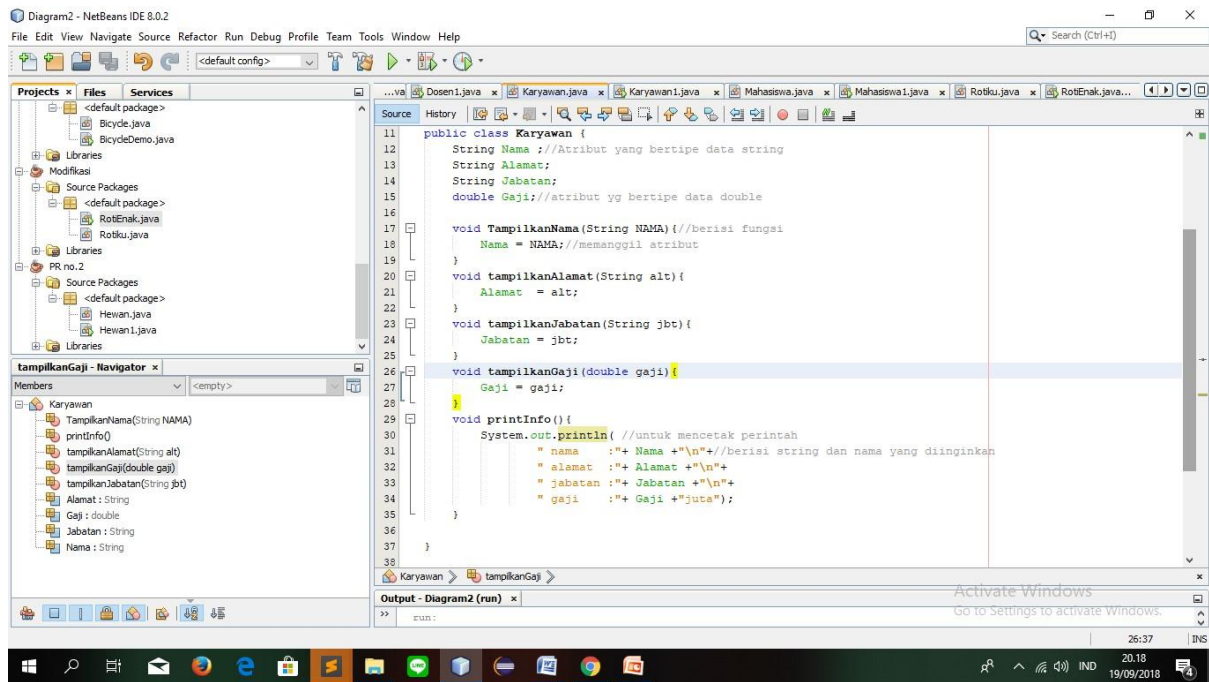 Diagram2 - NetBeans IDE 8.0.2
File Edit View Navigate Source Refactor Run Debug Profile Team Tools Window Help
Search (Ctrl+I)
<default config>
Projects Files Services
<default package>
Bicycle.java
BicycleDemo.java
Libraries
Modifikasi
Source Packages
<default package>
RotiEnak.java
Rotiku.java
Libraries
PR no.2
Source Packages
<default package>
Hewan.java
Hewan1.java
Libraries
tampilkanGaji - Navigator
Members
<empty>
Karyawan
TampilkanNama(String NAMA)
printInfo()
tampilkanAlamat(String alt)
tampilkanGaji(double gaji)
tampilkanJabatan(String jbt)
Alamat : String
Gaji : double
Jabatan : String
Nama : String
...va Dosen1.java Karyawan.java Karyawan1.java Mahasiswa.java Mahasiswa1.java Rotiku.java RotiEnak.java...
Source History
11 public class Karyawan {
12 String Nama ;//Atribut yang bertipe data string
13 String Alamat;
14 String Jabatan;
15 double Gaji;//atribut yg bertipe data double
16
17 void TampilkanNama(String NAMA){//berisi fungsi
18 Nama = NAMA;//memanggil atribut
19 }
20 void tampilkanAlamat(String alt){
21 Alamat = alt;
22 }
23 void tampilkanJabatan(String jbt){
24 Jabatan = jbt;
25 }
26 void tampilkanGaji(double gaji){
27 Gaji = gaji;
28 }
29 void printInfo(){
30 System.out.println( //untuk mencetak perintah
31 " nama :"+ Nama +"\n"+//berisi string dan nama yang diinginkan
32 " alamat :"+ Alamat +"\n"+
33 " jabatan :"+ Jabatan +"\n"+
34 " gaji :"+ Gaji +"juta");
35 }
36
37 }
38
Karyawan tampilkanGaji
Output - Diagram2 (run)
run:
Activate Windows
Go to Settings to activate Windows.
26:37 INS
IND
20.18
19/09/2018
4